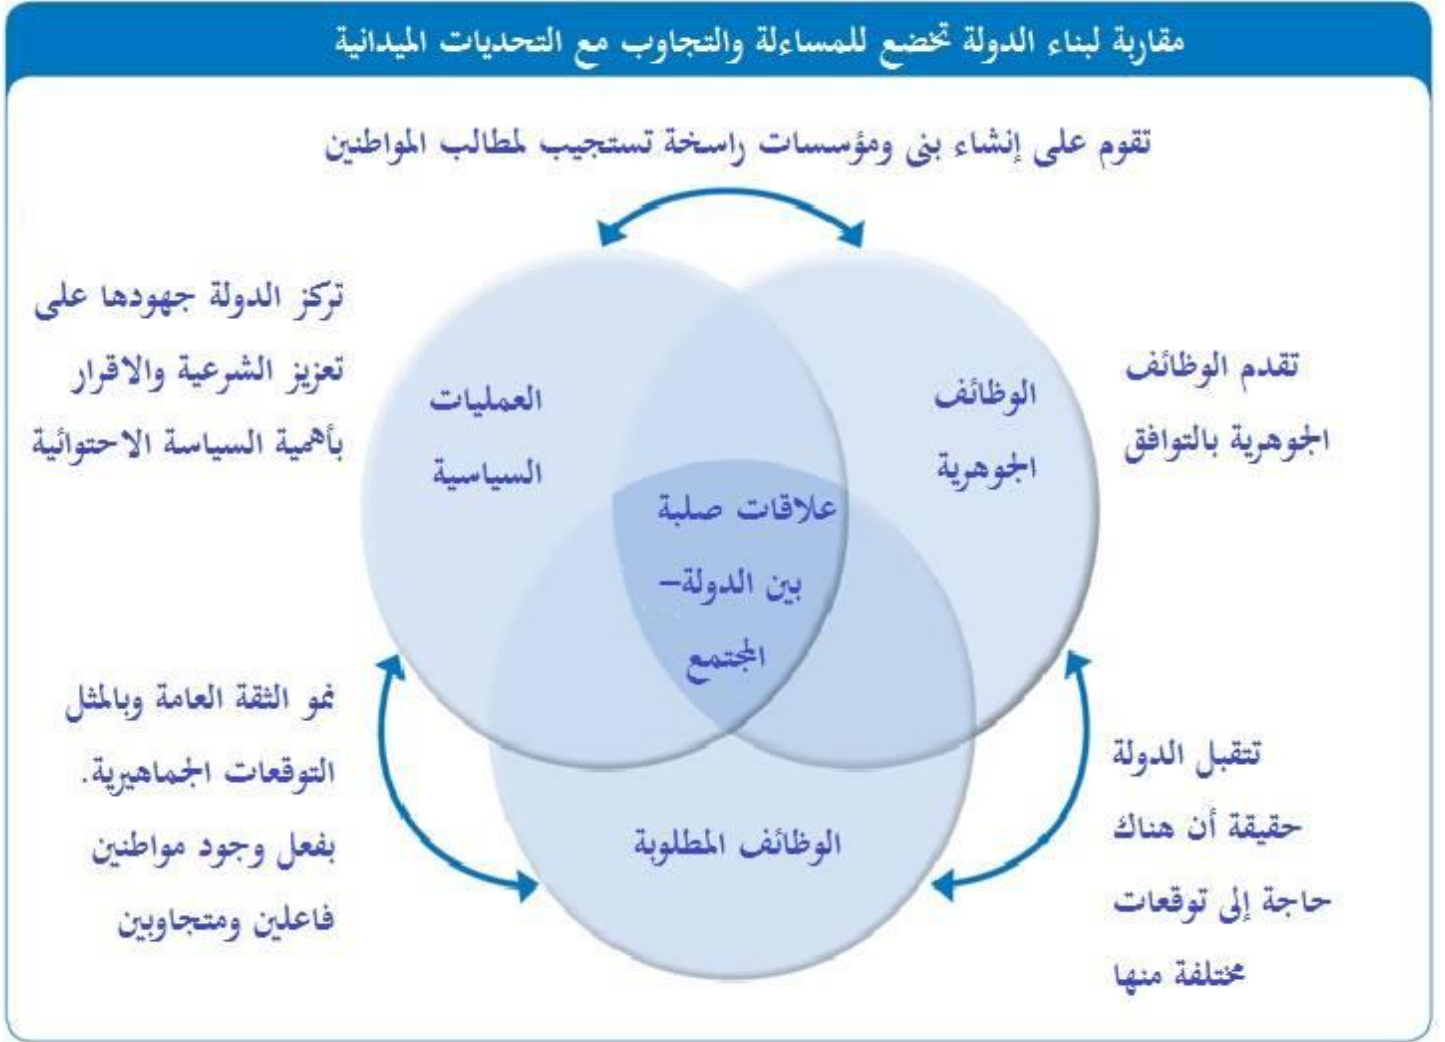 مقاربة لبناء الدولة تخضع للمساءلة والتجاوب مع التحديات الميدانية
تقوم على إنشاء بنى ومؤسسات راسخة تستجيب لمطالب المواطنين
تقدم الوظائف
الجوهرية بالتوافق
الوظائف
الجوهرية
العمليات
السياسية
تركز الدولة جهودها على
تعزيز الشرعية والاقرار
بأهمية السياسة الاحتوائية
علاقات صلبة
بين الدولة–
المجتمع
تتقبل الدولة
حقيقة أن هناك
حاجة إلى توقعات
مختلفة منها
الوظائف المطلوبة
نمو الثقة العامة وبالمثل
التوقعات الجماهيرية.
بفعل وجود مواطنين
فاعلين ومتجاوبين